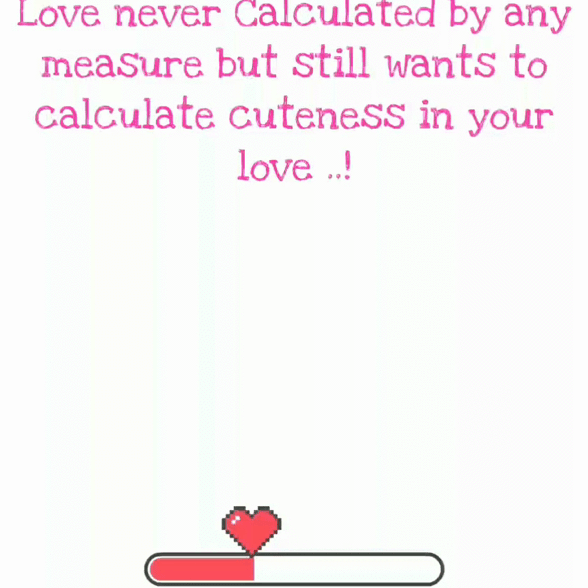 Love never Calculated by any
measure but still wants to
calculate cuteness in your
love ..!